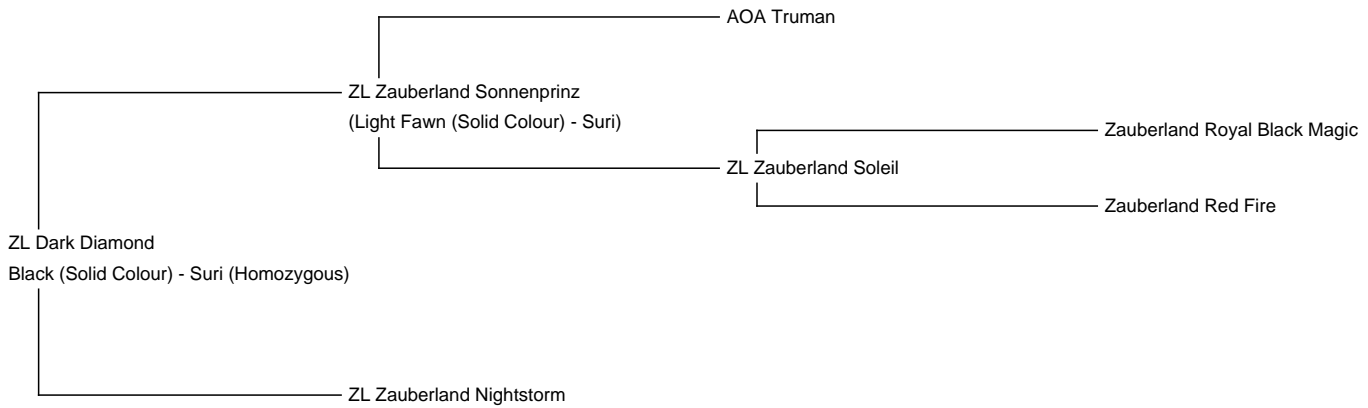 AOA Truman
ZL Zauberland Sonnenprinz
(Light Fawn (Solid Colour) - Suri)
Zauberland Royal Black Magic
ZL Zauberland Soleil
Zauberland Red Fire
ZL Dark Diamond
Black (Solid Colour) - Suri (Homozygous)
ZL Zauberland Nightstorm